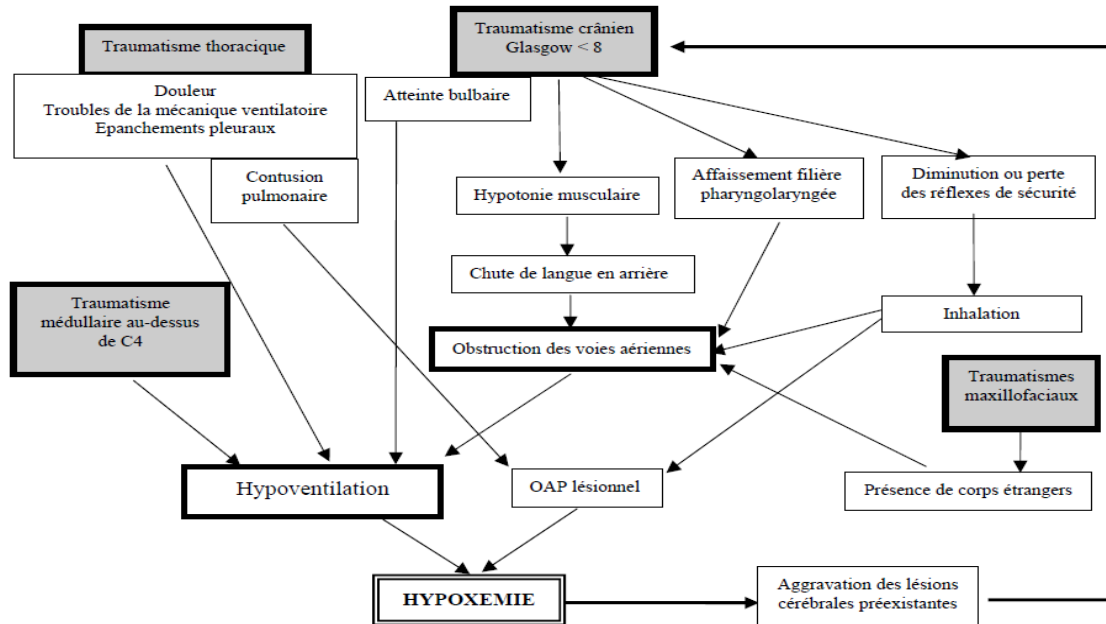 Traumatisme thoracique
Douleur
Troubles de la mécanique ventilatoire
Epanchements pleuraux
Contusion
pulmonaire
Traumatisme crânien
Glasgow < 8
Atteinte bulbaire
Hypotonie musculaire
Affaissement filière
pharyngolaryngée
Diminution ou perte
des réflexes de sécurité
Chute de langue en arrière
Traumatisme
médullaire au-dessus
de C4
Inhalation
Obstruction des voies aériennes
Traumatismes
maxillofaciaux
Hypoventilation
OAP lésionnel
Présence de corps étrangers
HYPOXEMIE
Aggravation des lésions
cérébrales préexistantes